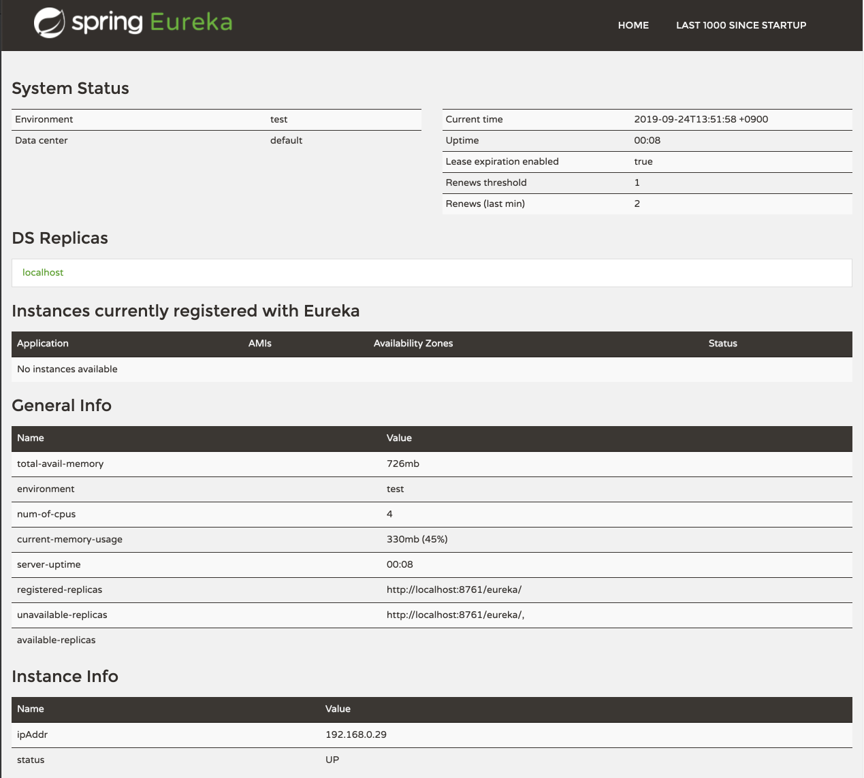 spring Eureka
HOME LAST 1000 SINCE STARTUP
System Status
Environment test
Data center default
Current time 2019-09-24T13:51:58 +0900
Uptime 00:08
Lease expiration enabled true
Renews threshold 1
Renews (last min) 2
DS Replicas
localhost
Instances currently registered with Eureka
Application AMIs Availability Zones Status
No instances available
General Info
Name Value
total-avail-memory 726mb
environment test
num-of-cpus 4
current-memory-usage 330mb (45%)
server-uptime 00:08
registered-replicas http://localhost:8761/eureka/
unavailable-replicas http://localhost:8761/eureka/,
available-replicas
Instance Info
Name Value
ipAddr 192.168.0.29
status UP